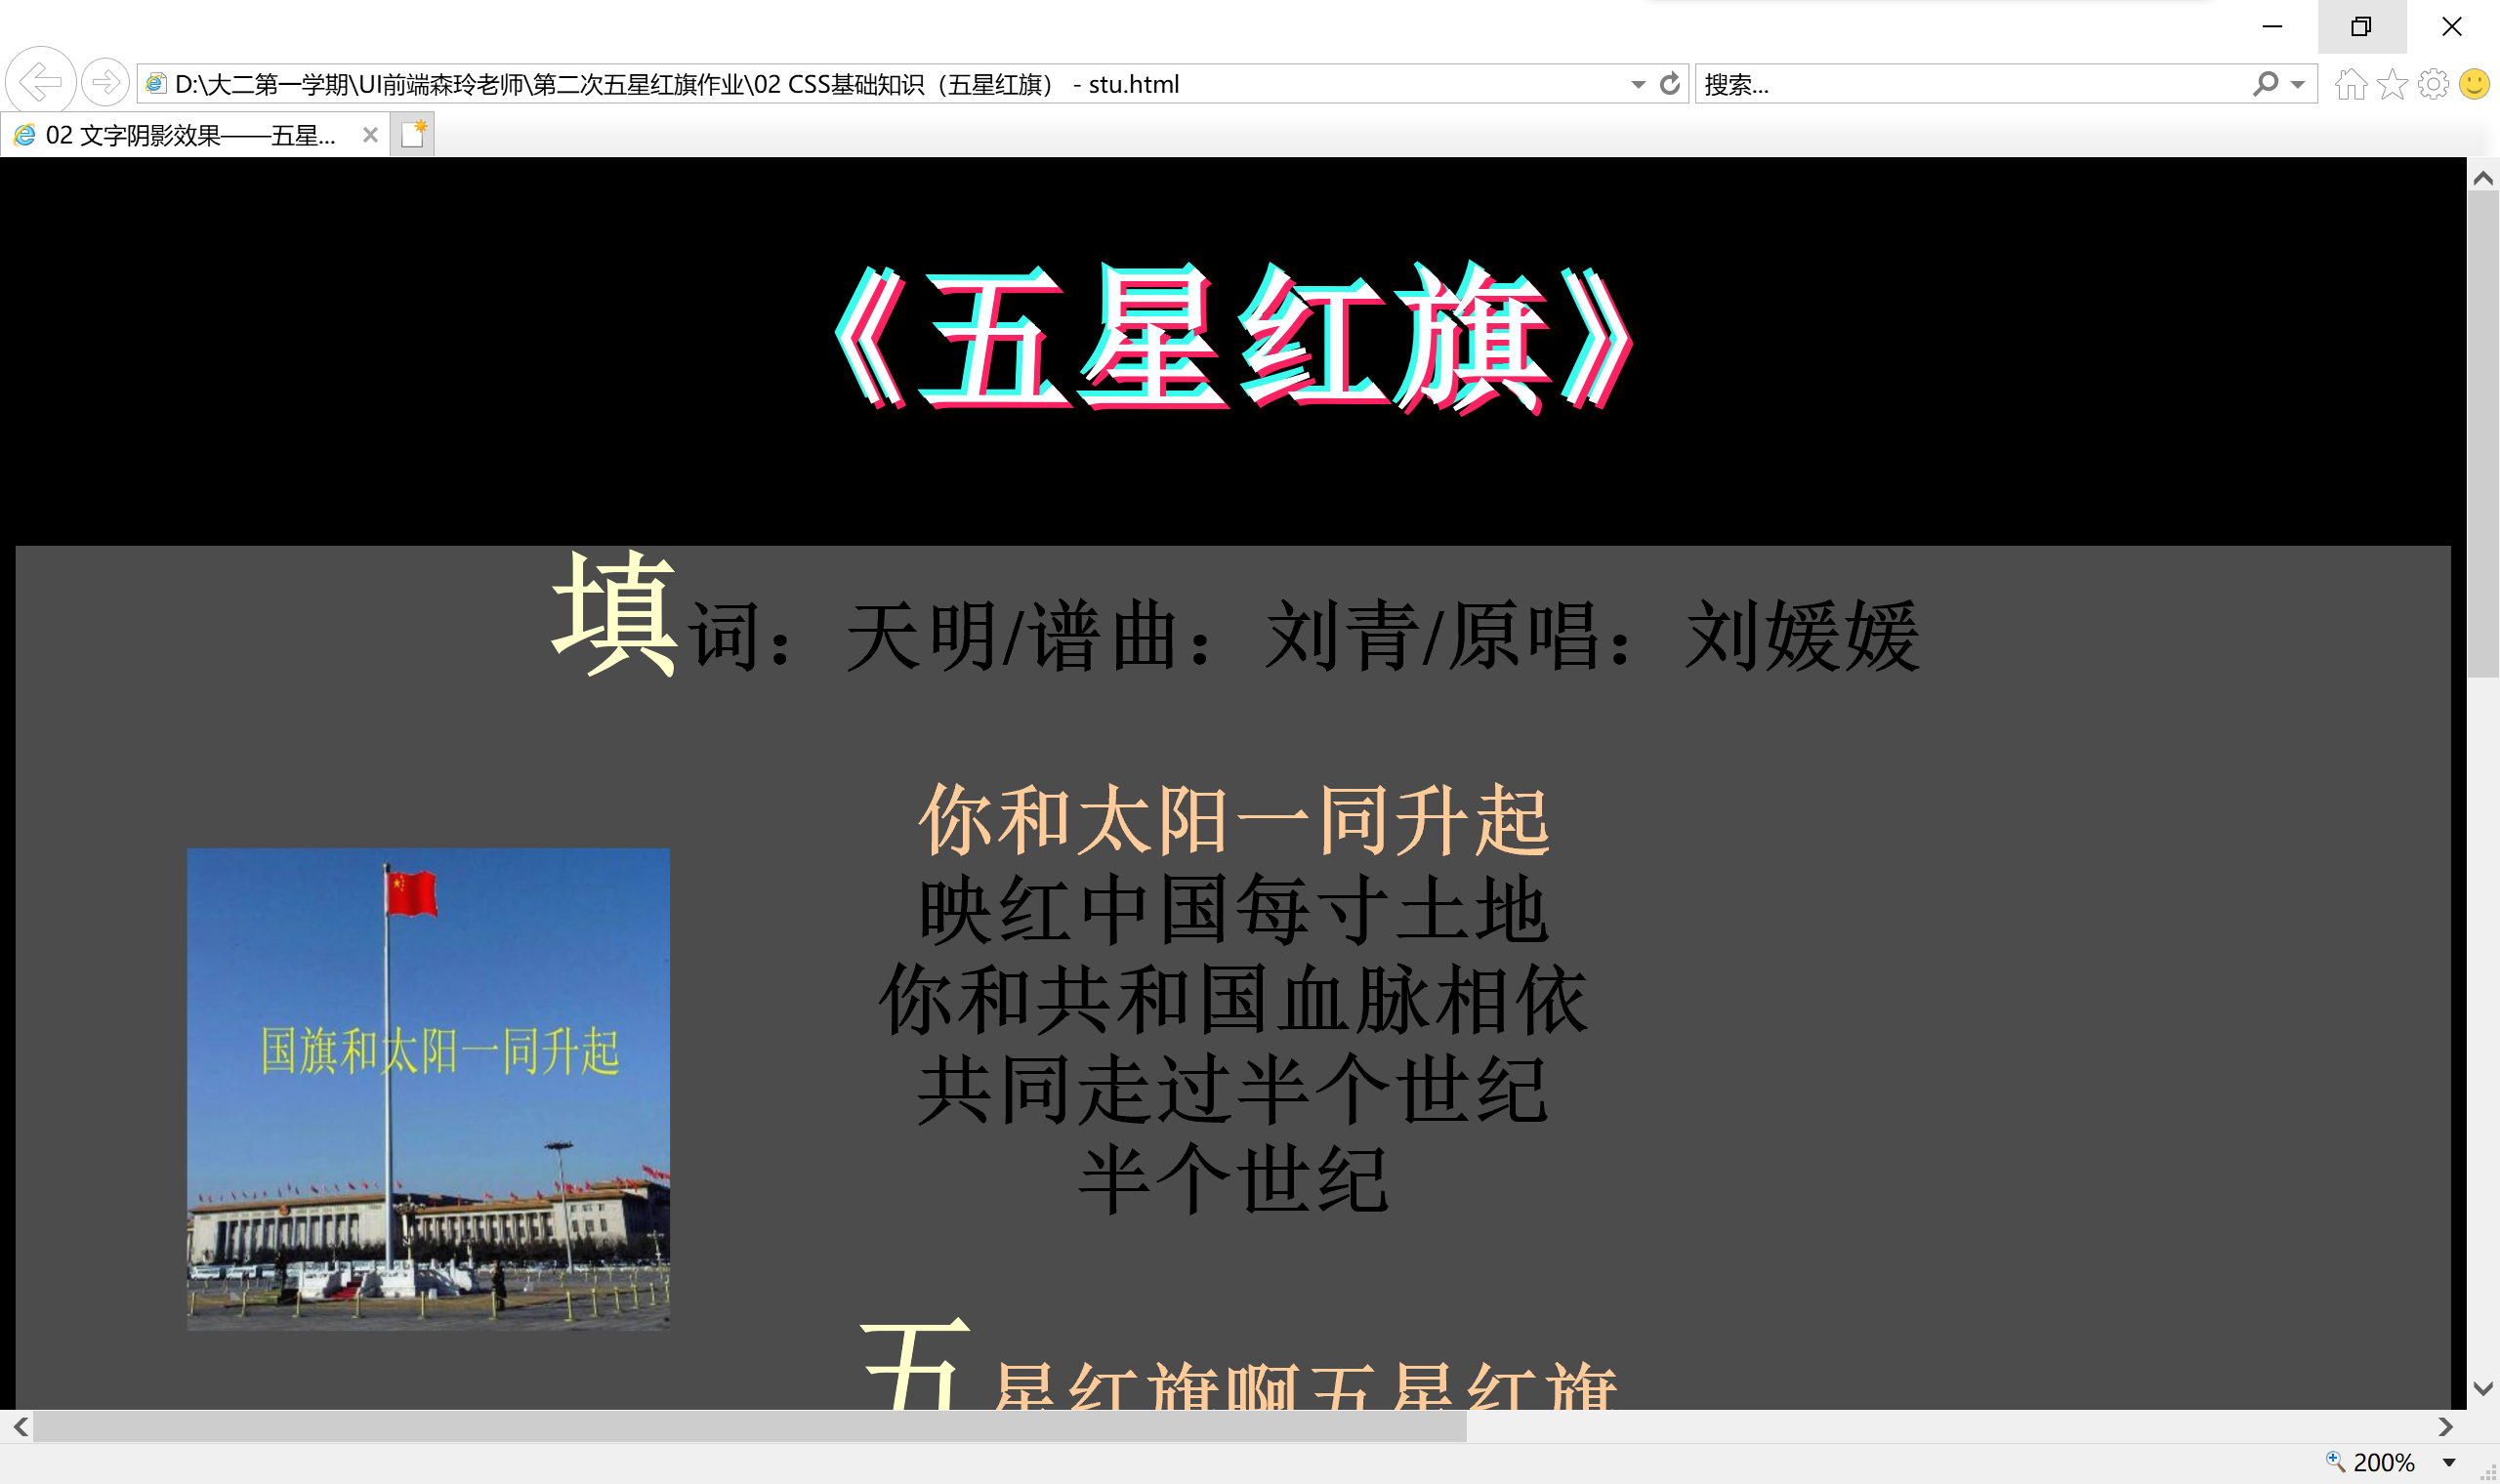 D:\大二第一学期\UI前端森玲老师\第二次五星红旗作业\02 CSS基础知识（五星红旗） - stu.html
搜索...
02 文字阴影效果——五星...
《五星红旗》
填词：天明/谱曲：刘青/原唱：刘媛媛
你和太阳一同升起
映红中国每寸土地
你和共和国血脉相依
共同走过半个世纪
半个世纪
国旗和太阳一同升起
五星红旗啊五星红旗
200%